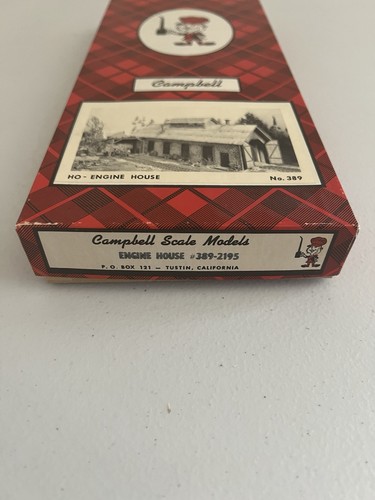 Campbell
HO - ENGINE HOUSE No. 389
Campbell Scale Models
ENGINE HOUSE #389-2195
P. O. BOX 121 — TUSTIN, CALIFORNIA